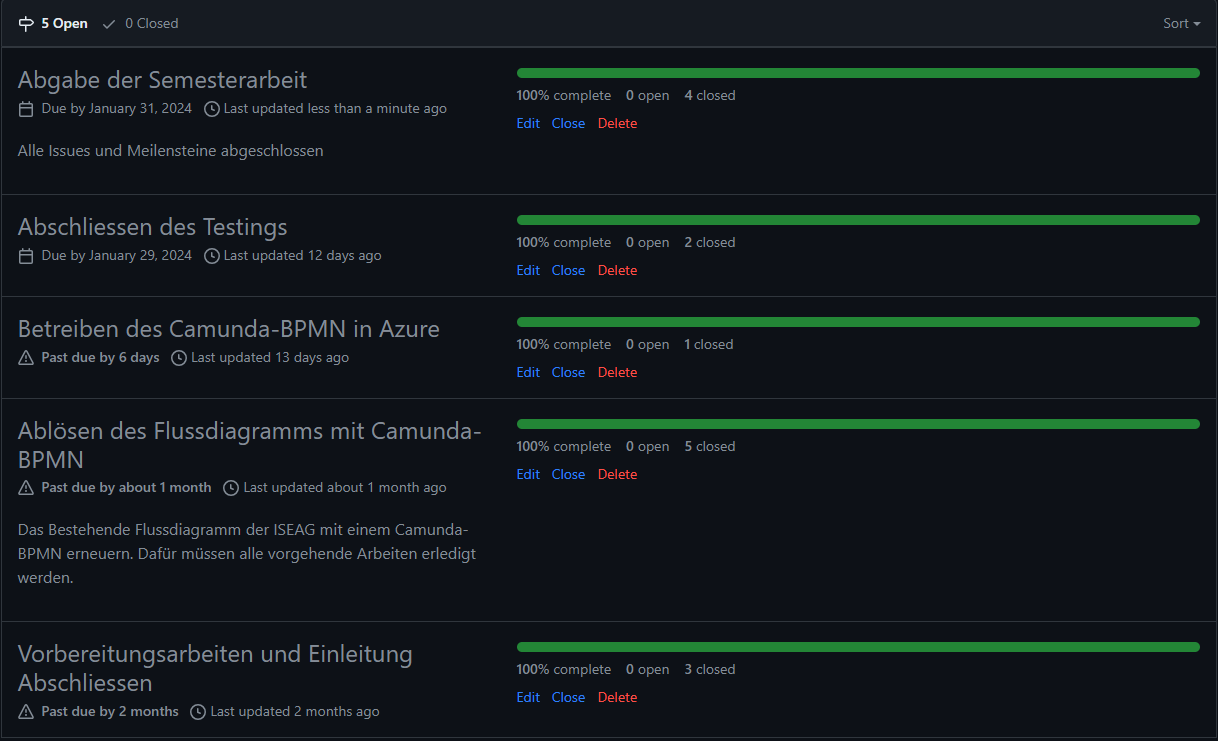 5 Open 0 Closed Sort
Abgabe der Semesterarbeit
Due by January 31, 2024 Last updated less than a minute ago
Alle Issues und Meilensteine abgeschlossen
100% complete 0 open 4 closed
Edit Close Delete
Abschliessen des Testings
Due by January 29, 2024 Last updated 12 days ago
100% complete 0 open 2 closed
Edit Close Delete
Betreiben des Camunda-BPMN in Azure
Past due by 6 days Last updated 13 days ago
100% complete 0 open 1 closed
Edit Close Delete
Ablösen des Flussdiagramms mit Camunda-
BPMN
Past due by about 1 month Last updated about 1 month ago
Das Bestehende Flussdiagramm der ISEAG mit einem Camunda-
BPMN erneuern. Dafür müssen alle vorgehende Arbeiten erledigt
werden.
100% complete 0 open 5 closed
Edit Close Delete
Vorbereitungsarbeiten und Einleitung
Abschliessen
Past due by 2 months Last updated 2 months ago
100% complete 0 open 3 closed
Edit Close Delete